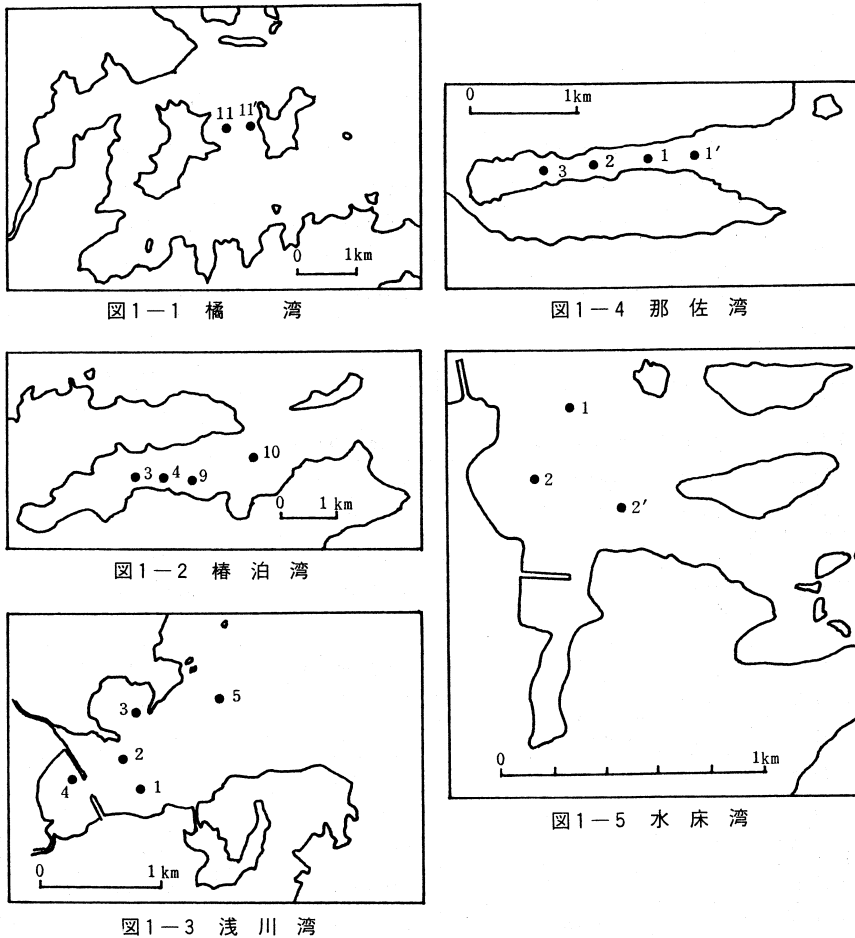 11 11′
0 1km
図1－1 橘 湾
3 4 9 10
0 1 km
図1－2 椿 泊 湾
5
3
2
4 1
0 1 km
図1－3 浅 川 湾
0 1km
3 2 1 1′
図1－4 那 佐 湾
1
2
2′
0 1km
図1－5 水 床 湾